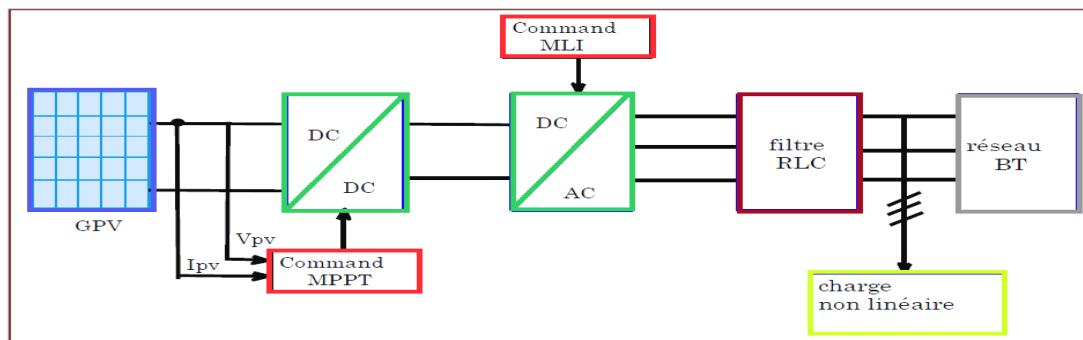 Command
MLI
DC
DC
GPV
Vpv
Ipv
Command
MPPT
DC
AC
filtre
RLC
réseau
BT
charge
non linéaire